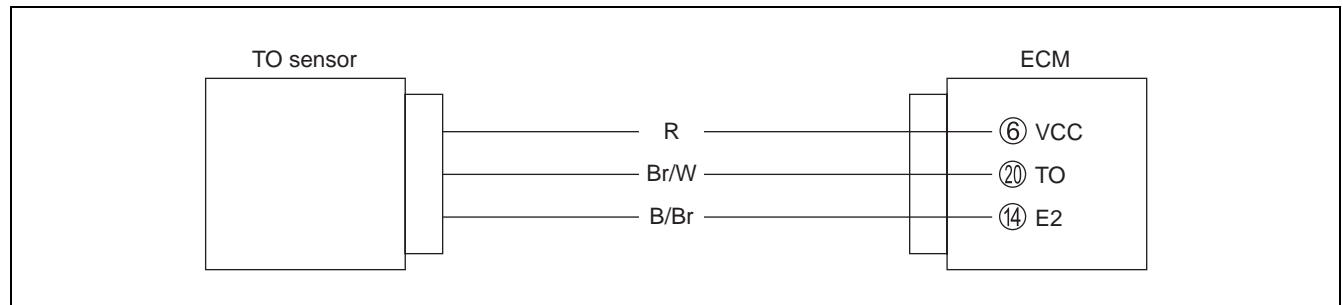 TO sensor ECM
R ⑥ VCC
Br/W ⑳ TO
B/Br ⑭ E2